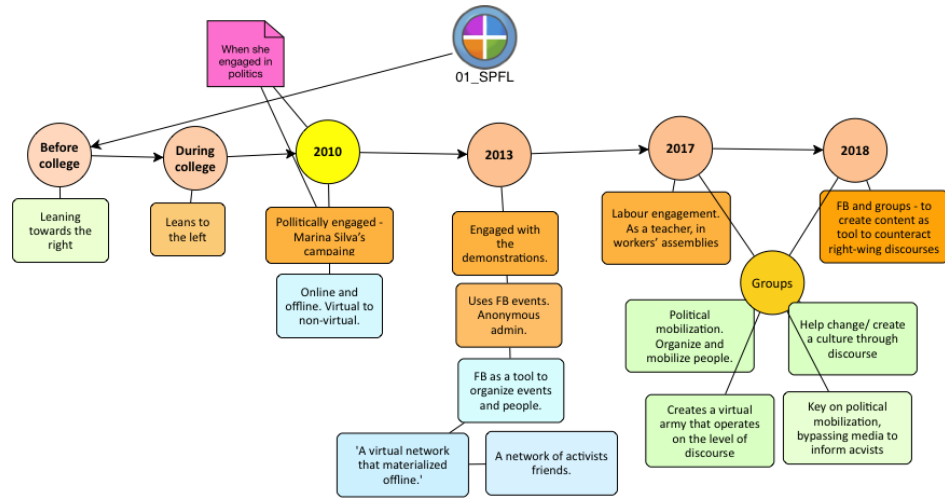 When she
engaged in
politics
01_SPFL
Before
college
During
college
2010
2013
2017
2018
Leaning
towards the
right
Leans to
the left
Pollitically engaged -
Marina Silva's
campaing
Online and
offline. Virtual to
non-virtual.
Engaged with
the
demonstrations.
Uses FB events.
Anonymous
admin.
FB as a tool to
organize events
and people.
'A virtual network
that materialized
offline.'
A network of activists
friends.
Labour engagement.
As a teacher, in
workers' assemblies
FB and groups - to
create content as
tool to counteract
right-wing discourses
Groups
Political
mobilization.
Organize and
mobilize people.
Help change/ create
a culture through
discourse
Creates a virtual
army that operates
on the level of
discourse
Key on political
mobilization,
bypassing media to
inform acvists